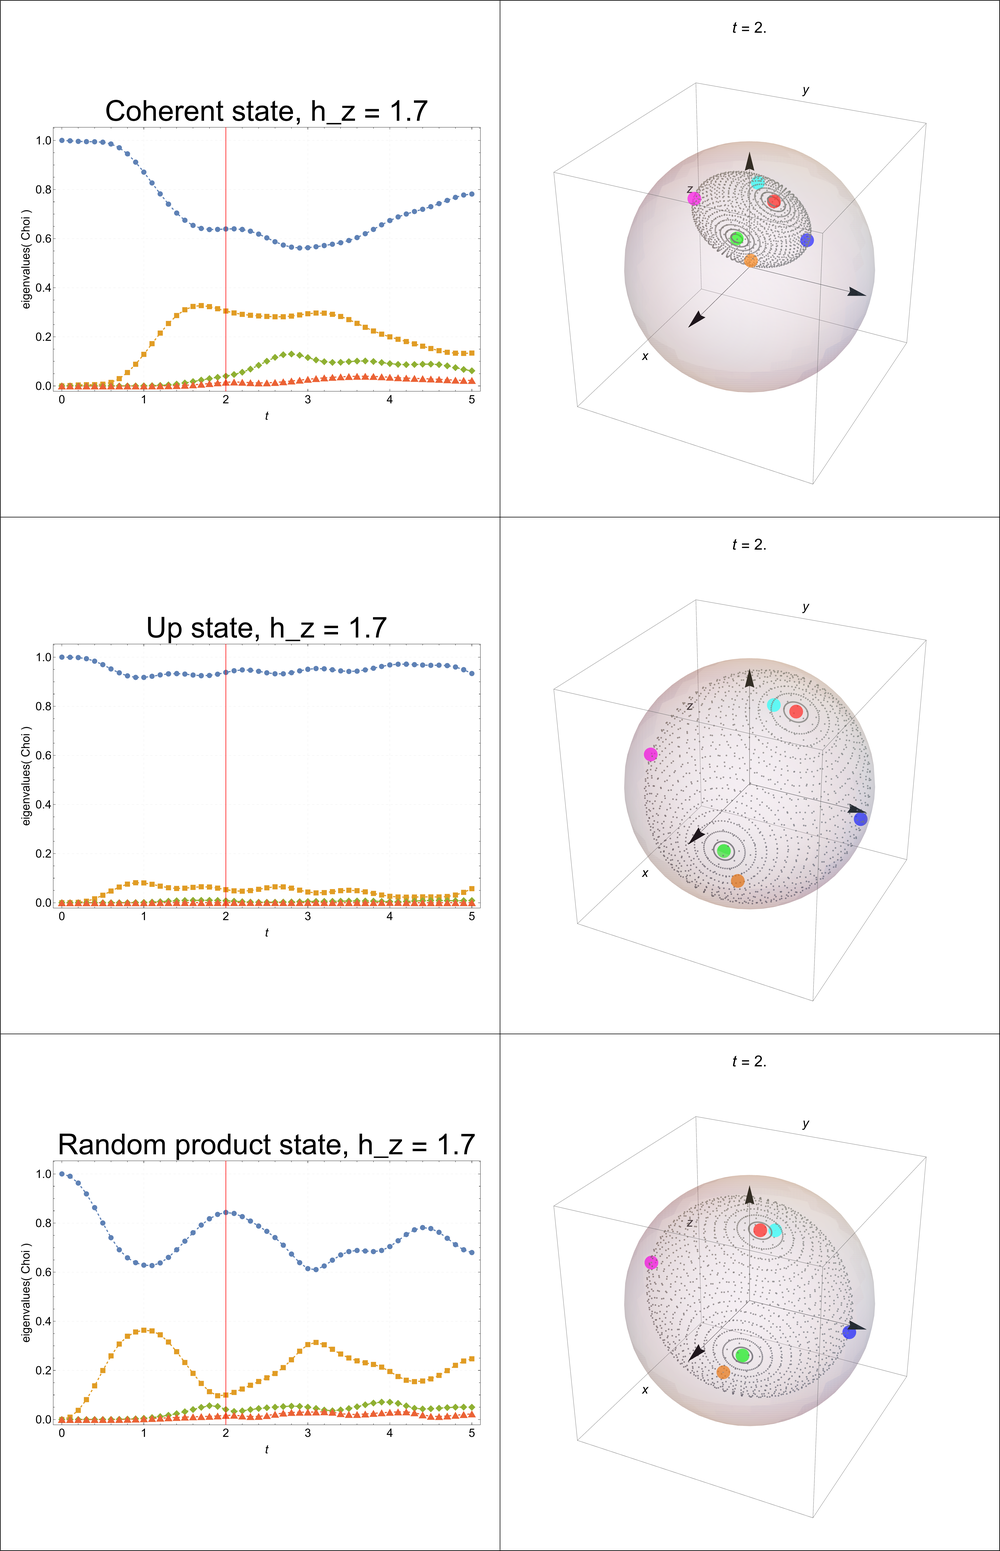 Coherent state, h_z = 1.7
eigenvalues( Choi )
1.0
0.8
0.6
0.4
0.2
0.0
0 1 2 3 4 5
t
t = 2.
y
z
x
Up state, h_z = 1.7
eigenvalues( Choi )
1.0
0.8
0.6
0.4
0.2
0.0
0 1 2 3 4 5
t
t = 2.
y
z
x
Random product state, h_z = 1.7
eigenvalues( Choi )
1.0
0.8
0.6
0.4
0.2
0.0
0 1 2 3 4 5
t
t = 2.
y
z
x